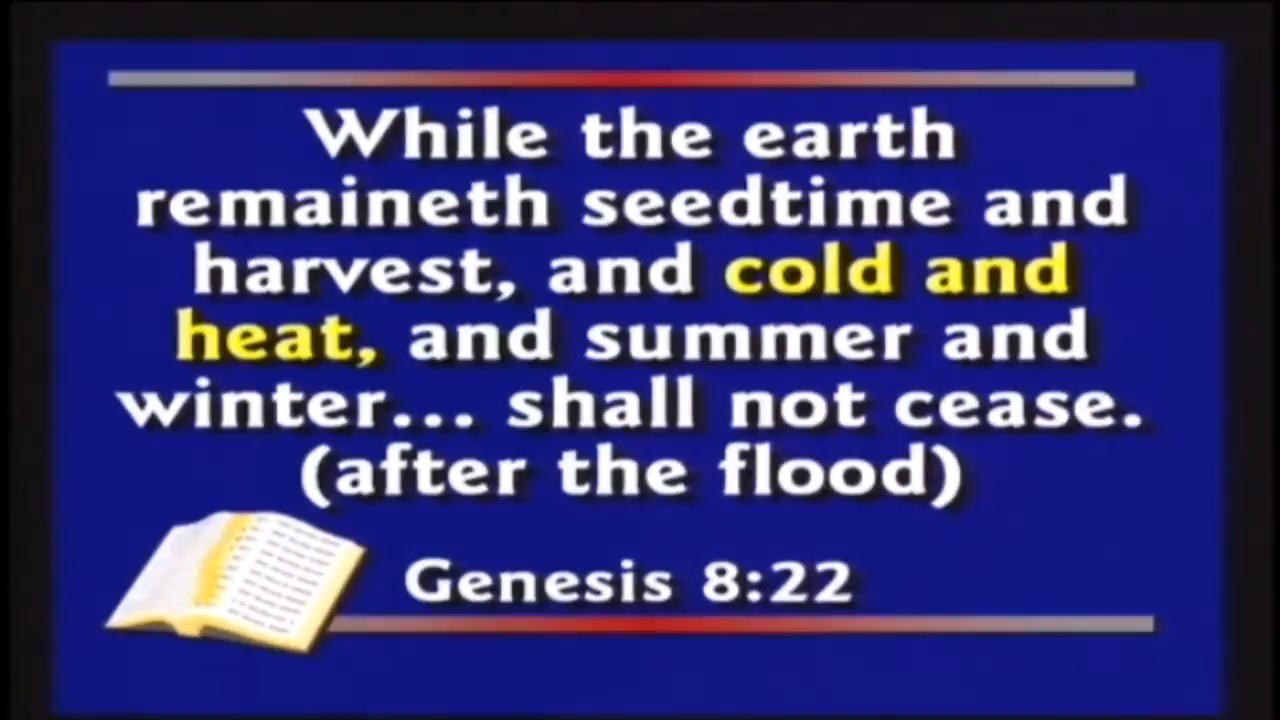 While the earth
remaineth seedtime and
harvest, and cold and
heat, and summer and
winter... shall not cease.
(after the flood)
Genesis 8:22